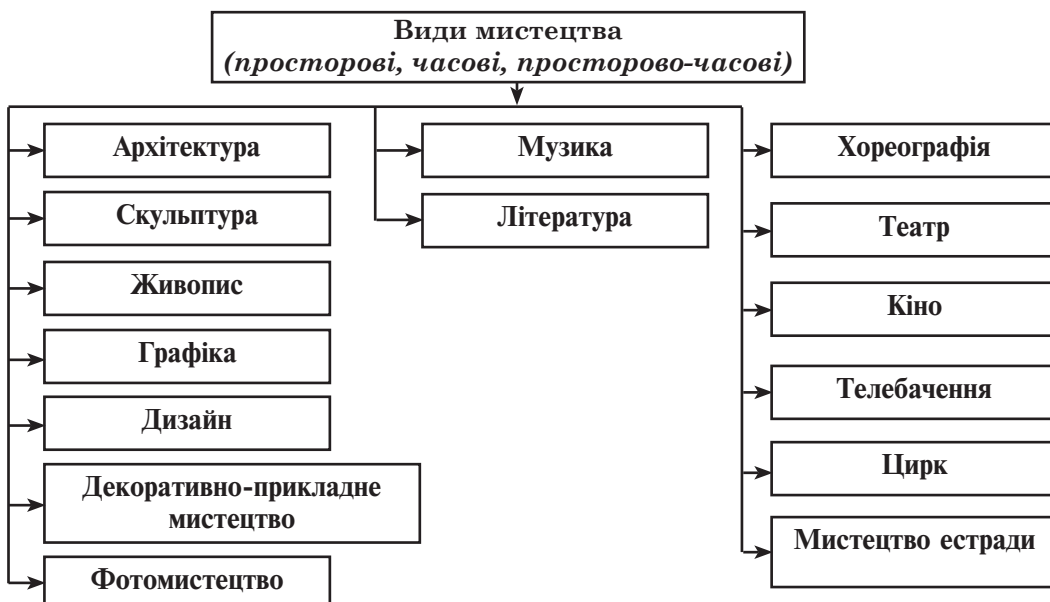 Види мистецтва
(просторові, часові, просторово-часові)
Архітектура
Скульптура
Живопис
Графіка
Дизайн
Декоративно-прикладне
мистецтво
Фотомистецтво
Музика
Література
Хореографія
Театр
Кіно
Телебачення
Цирк
Мистецтво естради